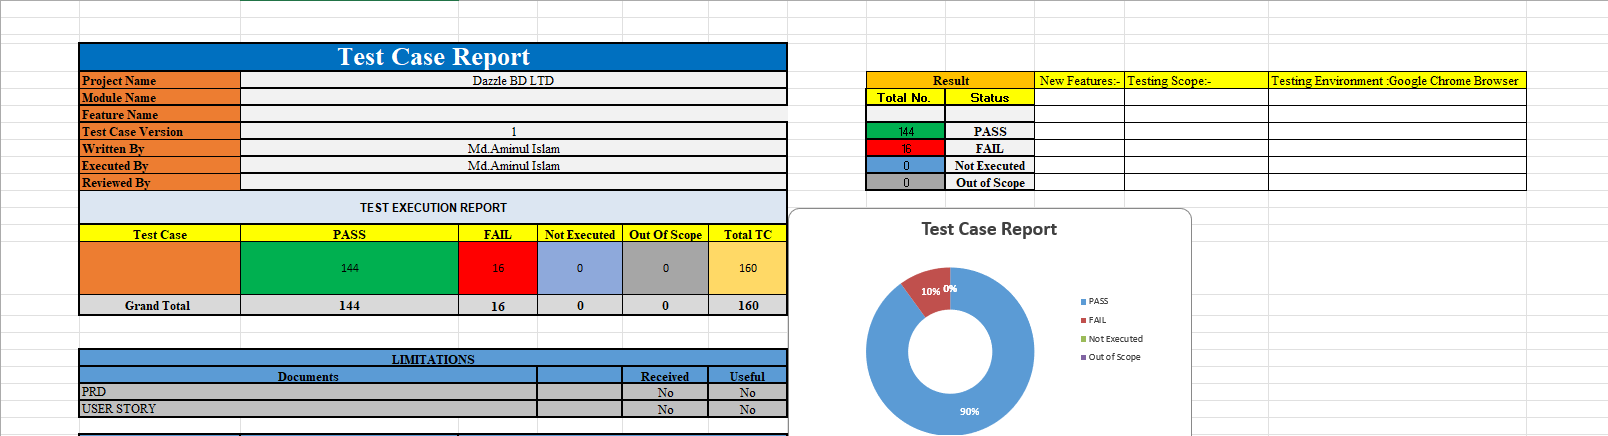 Test Case Report
Project Name Dazzle BD LTD
Module Name
Feature Name
Test Case Version 1
Written By Md.Aminul Islam
Executed By Md.Aminul Islam
Reviewed By
TEST EXECUTION REPORT
Test Case PASS FAIL Not Executed Out Of Scope Total TC
144 16 0 0 160
Grand Total 144 16 0 0 160
LIMITATIONS
Documents Received Useful
PRD No No
USER STORY No No
Result New Features:- Testing Scope:- Testing Environment :Google Chrome Browser
Total No. Status
144 PASS
16 FAIL
0 Not Executed
0 Out of Scope
Test Case Report
10% 0%
90%
PASS
FAIL
Not Executed
Out of Scope